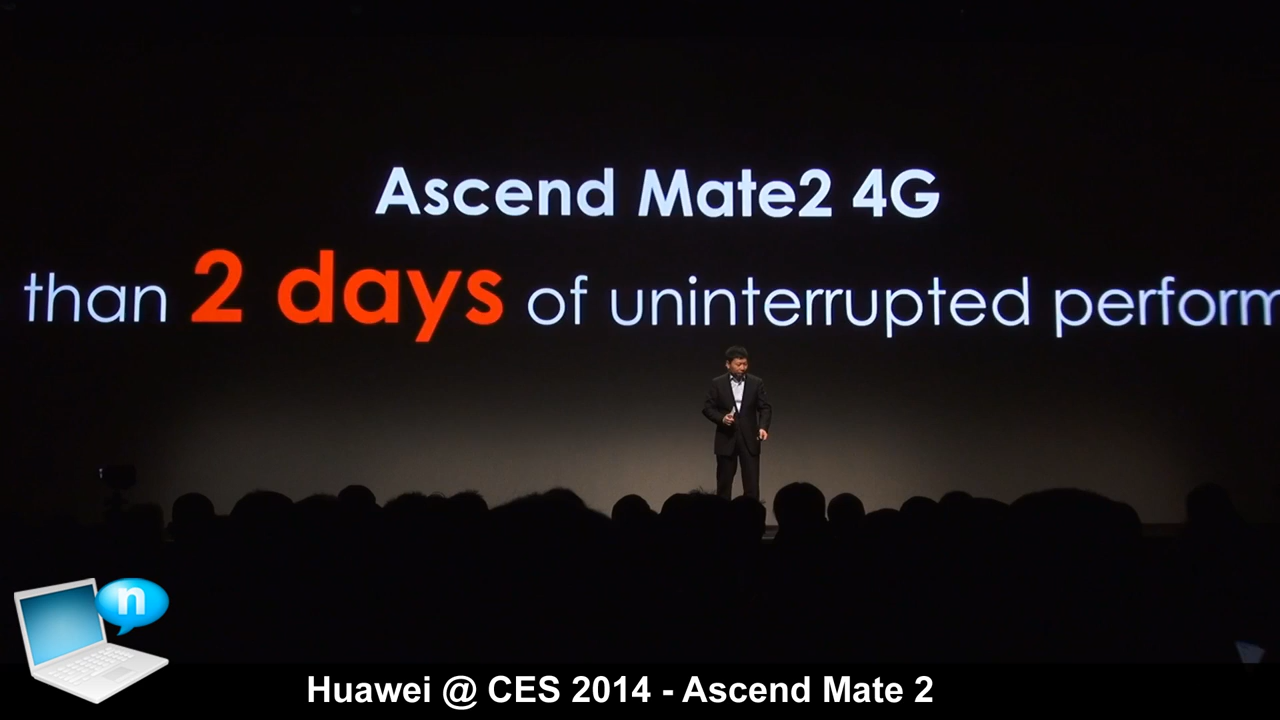 Ascend Mate2 4G
than 2 days of uninterrupted perform
n
Huawei @ CES 2014 - Ascend Mate 2